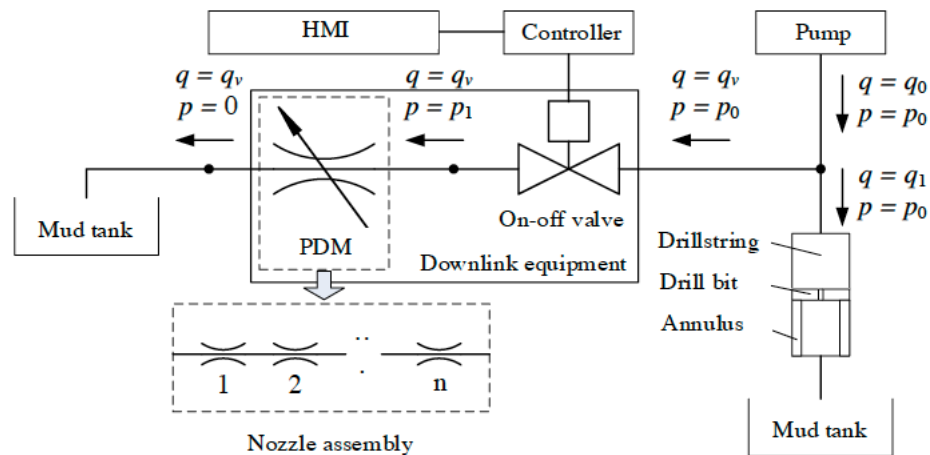 HMI
Controller
Pump
q = qv
p = 0
q = qv
p = p1
q = qv
p = p0
q = q0
p = p0
q = q1
p = p0
On-off valve
Mud tank
PDM
Downlink equipment
Drillstring
Drill bit
Annulus
1 2 n
Nozzle assembly
Mud tank